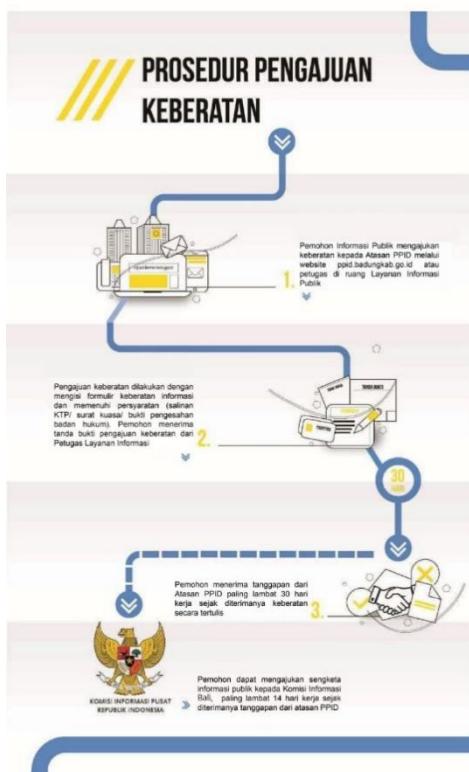 PROSEDUR PENGAJUAN
KEBERATAN
Pemohon Informasi Publik mengajukan
keberatan kepada Atasan PPID melalui
website ppid.badungkab.go.id atau
petugas di ruang Layanan Informasi
Publik
1.
Pengajuan keberatan dilakukan dengan
mengisi formulir keberatan informasi
dan memenuhi persyaratan (salinan
KTP/ surat kuasa/ bukti pengesahan
badan hukum). Pemohon menerima
tanda bukti pengajuan keberatan dari
Petugas Layanan Informasi
2.
30
HARI
Pemohon menerima tanggapan dari
Atasan PPID paling lambat 30 hari
kerja sejak diterimanya keberatan
secara tertulis
3.
KOMISI INFORMASI PUSAT
REPUBLIK INDONESIA
Pemohon dapat mengajukan sengketa
informasi publik kepada Komisi Informasi
Bali, paling lambat 14 hari kerja sejak
diterimanya tanggapan dari atasan PPID